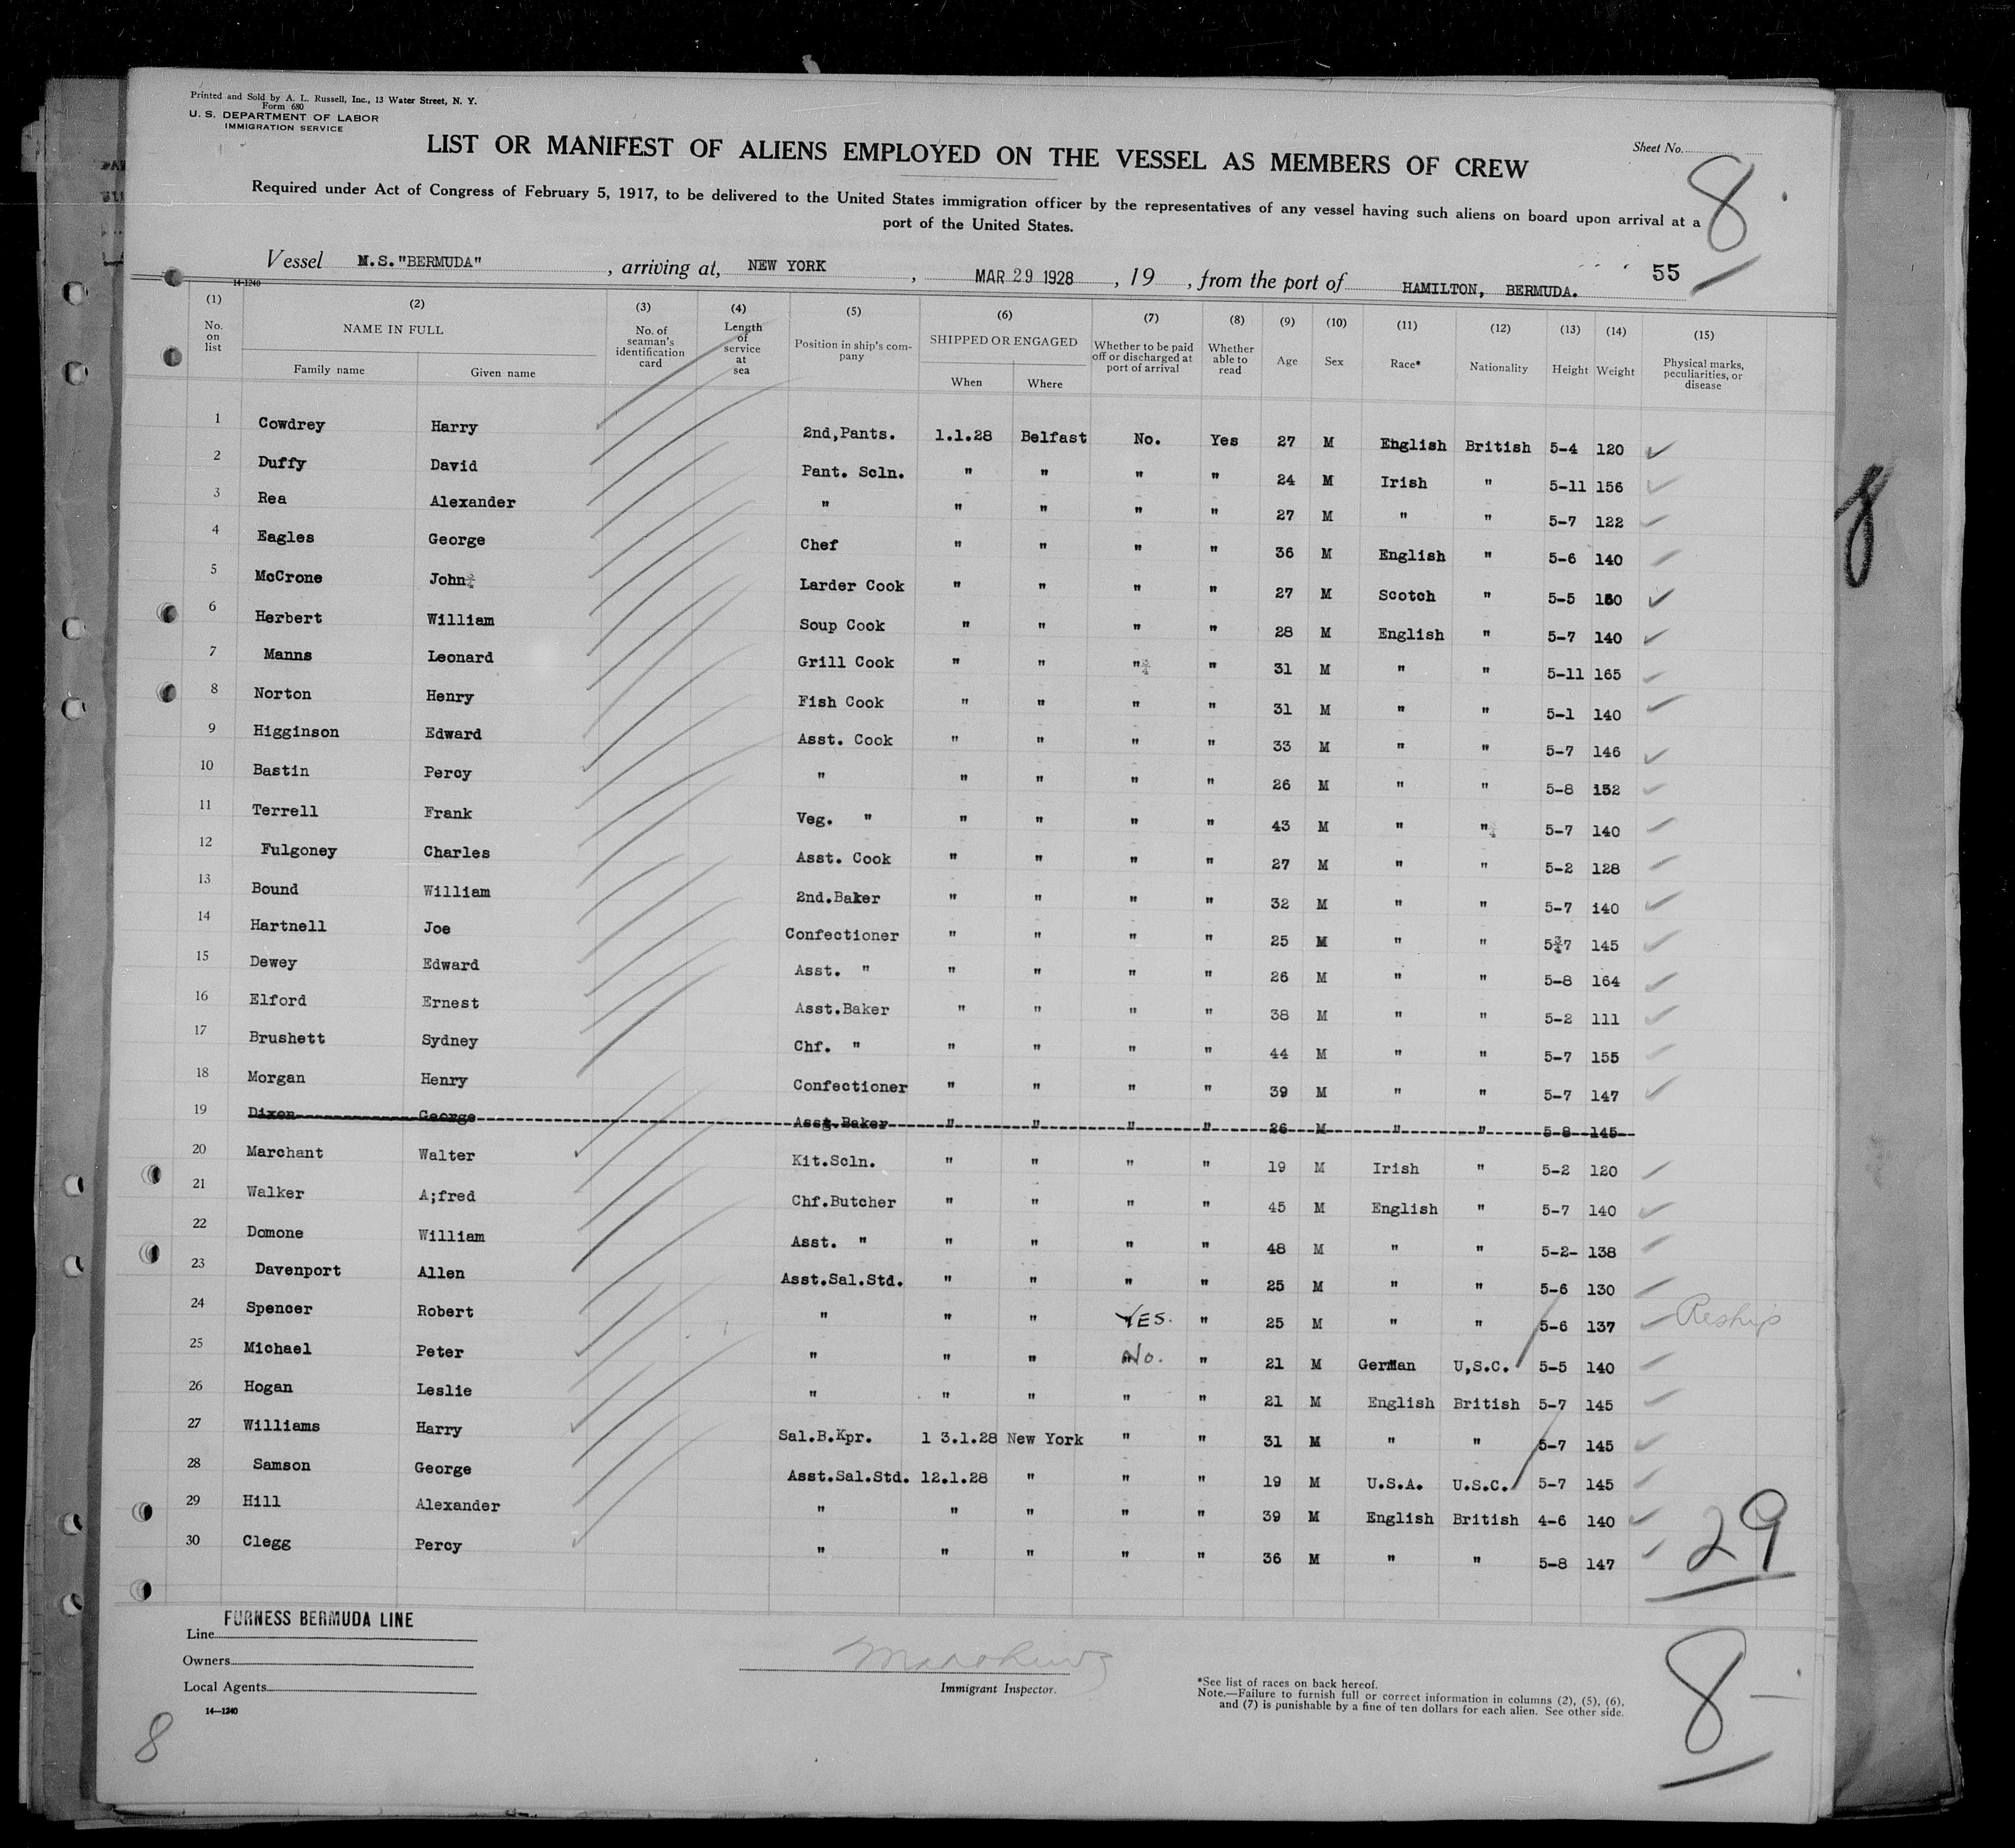 Printed and Sold by A. L. Russell, Inc., 13 Water Street, N. Y.
Form 680
U. S. DEPARTMENT OF LABOR
IMMIGRATION SERVICE
LIST OR MANIFEST OF ALIENS EMPLOYED ON THE VESSEL AS MEMBERS OF CREW
Sheet No.
8
Required under Act of Congress of February 5, 1917, to be delivered to the United States immigration officer by the representatives of any vessel having such aliens on board upon arrival at a
port of the United States.
Vessel M.S."BERMUDA" , arriving at, NEW YORK , MAR 29 1928 , 19 , from the port of HAMILTON, BERMUDA. 55
14-1240
(1) (2) (3) (4) (5) (6) (7) (8) (9) (10) (11) (12) (13) (14) (15)
No. on list NAME IN FULL No. of seaman's identification card Length of service at sea Position in ship's company SHIPPED OR ENGAGED Whether to be paid off or discharged at port of arrival Whether able to read Age Sex Race* Nationality Height Weight Physical marks, peculiarities, or disease
Family name Given name When Where
1 Cowdrey Harry 2nd,Pants. 1.1.28 Belfast No. Yes 27 M English British 5-4 120
2 Duffy David Pant. Scln. " " " " 24 M Irish " 5-11 156
3 Rea Alexander " " " " " 27 M " " 5-7 122
4 Eagles George Chef " " " " 36 M English " 5-6 140
5 McCrone John Larder Cook " " " " 27 M Scotch " 5-5
6 Herbert William Soup Cook " " " " 28 M English " 5-7 140
7 Manns Leonard Grill Cook " " " " 31 M " " 5-11 165
8 Norton Henry Fish Cook " " " " 31 M " " 5-1 140
9 Higginson Edward Asst. Cook " " " " 33 M " " 5-7 146
10 Bastin Percy " " " " " 26 M " " 5-8 152
11 Terrell Frank Veg. " " " " " 43 M " " 5-7 140
12 Fulgoney Charles Asst. Cook " " " " 27 M " " 5-2 128
13 Bound William 2nd.Baker " " " " 32 M " " 5-7 140
14 Hartnell Joe Confectioner " " " " 25 M " " 5¾7 145
15 Dewey Edward Asst. " " " " " 26 M " " 5-8 164
16 Elford Ernest Asst.Baker " " " " 38 M " " 5-2 111
17 Brushett Sydney Chf. " " " " " 44 M " " 5-7 155
18 Morgan Henry Confectioner " " " " 39 M " " 5-7 147
19 Dixon George Asst.Baker " " " " 26 M " " 5-8 145
20 Marchant Walter Kit.Scln. " " " " 19 M Irish " 5-2 120
21 Walker A;fred Chf.Butcher " " " " 45 M English " 5-7 140
22 Domone William Asst. " " " " " 48 M " " 5-2- 138
23 Davenport Allen Asst.Sal.Std. " " " " 25 M " " 5-6 130
24 Spencer Robert " " " YES. " 25 M " " 5-6 137 Reship
25 Michael Peter " " " No. " 21 M German U,S.C. 5-5 140
26 Hogan Leslie " " " " " 21 M English British 5-7 145
27 Williams Harry Sal.B.Kpr. 1 3.1.28 New York " " 31 M " " 5-7 145
28 Samson George Asst.Sal.Std. 12.1.28 " " " 19 M U.S.A. U.S.C. 5-7 145
29 Hill Alexander " " " " " 39 M English British 4-6 140
30 Clegg Percy " " " " " 36 M " " 5-8 147
8
29
FURNESS BERMUDA LINE
Line
Owners
Local Agents
14—1240
Immigrant Inspector.
*See list of races on back hereof.
Note.—Failure to furnish full or correct information in columns (2), (5), (6),
and (7) is punishable by a fine of ten dollars for each alien. See other side.
8
8